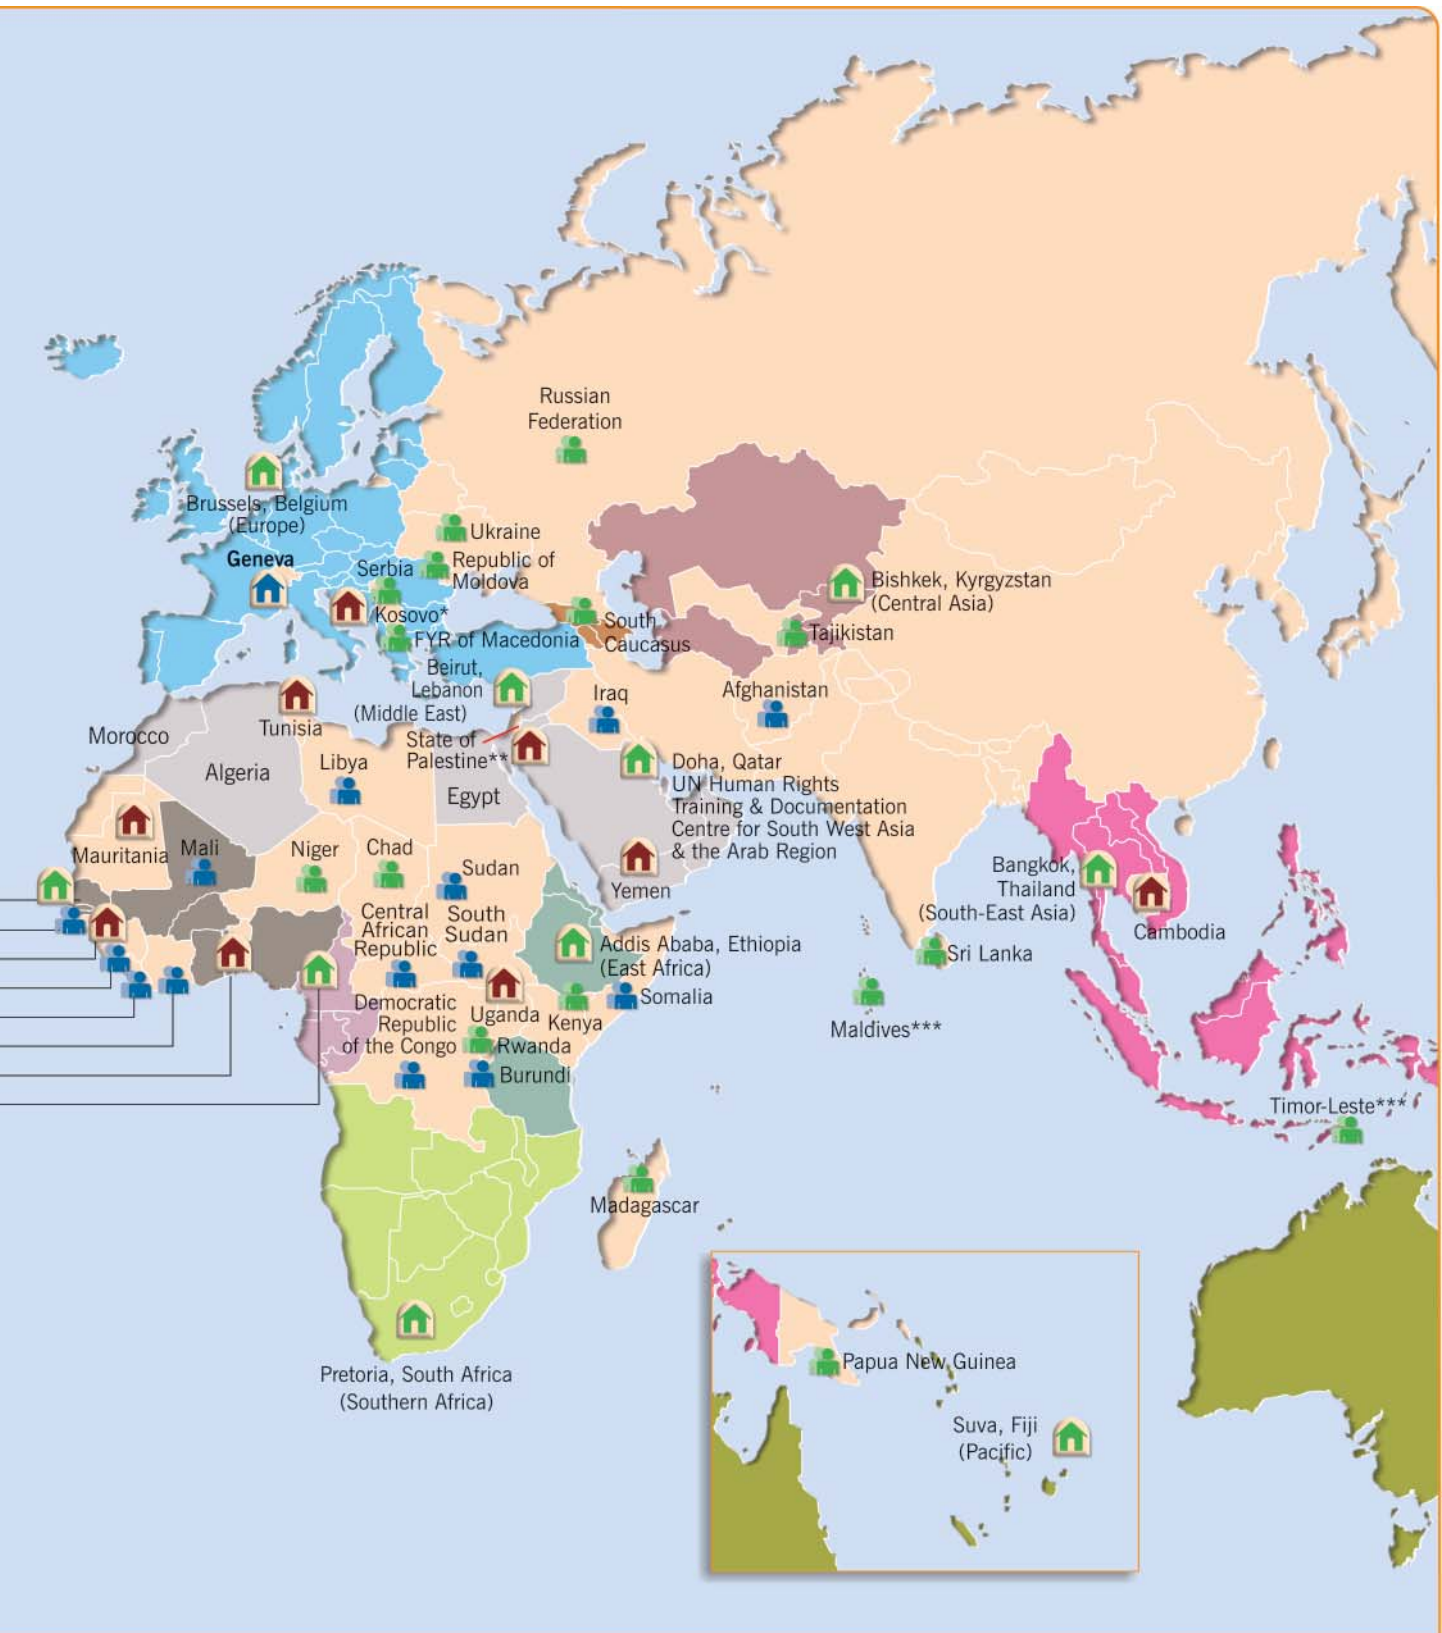 Russian
Federation
Brussels, Belgium
(Europe)
Ukraine
Geneva
Serbia
Republic of
Moldova
Bishkek, Kyrgyzstan
(Central Asia)
Kosovo*
South
Caucasus
FYR of Macedonia
Tajikistan
Beirut,
Lebanon
(Middle East)
Iraq
Afghanistan
Tunisia
Morocco
State of
Palestine**
Libya
Algeria
Egypt
Doha, Qatar
UN Human Rights
Training & Documentation
Centre for South West Asia
& the Arab Region
Mauritania
Mali
Niger
Chad
Sudan
Yemen
Bangkok,
Thailand
(South-East Asia)
Cambodia
Central
African
Republic
South
Sudan
Addis Ababa, Ethiopia
(East Africa)
Sri Lanka
Somalia
Democratic
Republic
of the Congo
Uganda
Kenya
Maldives***
Rwanda
Burundi
Timor-Leste***
Madagascar
Papua New Guinea
Pretoria, South Africa
(Southern Africa)
Suva, Fiji
(Pacific)